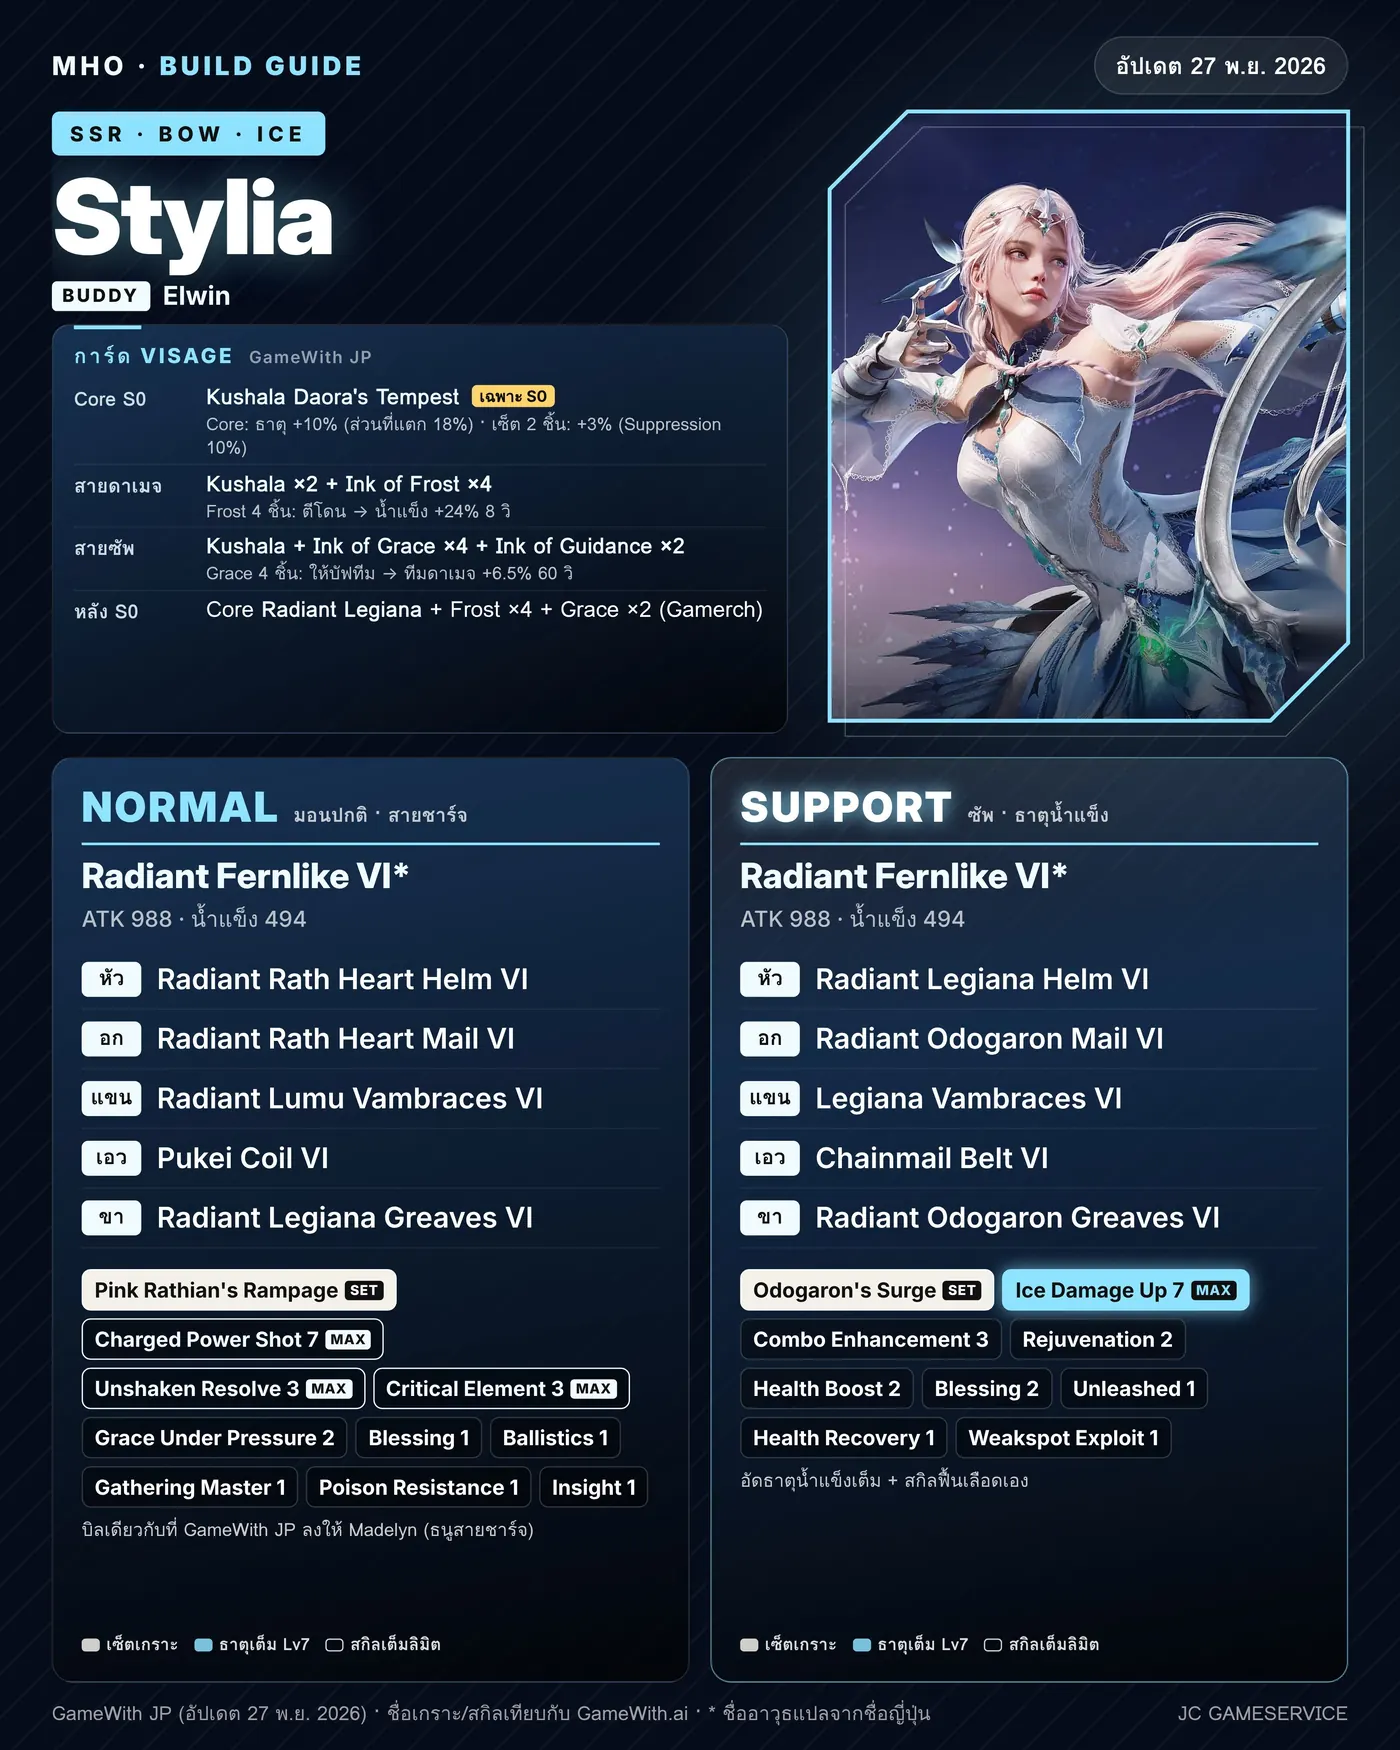 MHO · BUILD GUIDE
อัปเดต 27 พ.ย. 2026
SSR · BOW · ICE
Stylia
BUDDY Elwin
การ์ด VISAGE GameWith JP
Core S0 Kushala Daora's Tempest เฉพาะ S0
Core: ธาตุ +10% (ส่วนที่แตก 18%) · เซ็ต 2 ชิ้น: +3% (Suppression
10%)
สายดาเมจ Kushala ×2 + Ink of Frost ×4
Frost 4 ชิ้น: ตีโดน → น้ำแข็ง +24% 8 วิ
สายซัพ Kushala + Ink of Grace ×4 + Ink of Guidance ×2
Grace 4 ชิ้น: ให้บัฟทีม → ทีมดาเมจ +6.5% 60 วิ
หลัง S0 Core Radiant Legiana + Frost ×4 + Grace ×2 (Gamerch)
NORMAL มอนปกติ · สายชาร์จ
Radiant Fernlike VI*
ATK 988 · น้ำแข็ง 494
หัว Radiant Rath Heart Helm VI
อก Radiant Rath Heart Mail VI
แขน Radiant Lumu Vambraces VI
เอว Pukei Coil VI
ขา Radiant Legiana Greaves VI
Pink Rathian's Rampage SET
Charged Power Shot 7 MAX
Unshaken Resolve 3 MAX Critical Element 3 MAX
Grace Under Pressure 2 Blessing 1 Ballistics 1
Gathering Master 1 Poison Resistance 1 Insight 1
บิลเดียวกับที่ GameWith JP ลงให้ Madelyn (ธนูสายชาร์จ)
เซ็ตเกราะ ธาตุเต็ม Lv7 สกิลเต็มลิมิต
SUPPORT ซัพ · ธาตุน้ำแข็ง
Radiant Fernlike VI*
ATK 988 · น้ำแข็ง 494
หัว Radiant Legiana Helm VI
อก Radiant Odogaron Mail VI
แขน Legiana Vambraces VI
เอว Chainmail Belt VI
ขา Radiant Odogaron Greaves VI
Odogaron's Surge SET Ice Damage Up 7 MAX
Combo Enhancement 3 Rejuvenation 2
Health Boost 2 Blessing 2 Unleashed 1
Health Recovery 1 Weakspot Exploit 1
อัดธาตุน้ำแข็งเต็ม + สกิลฟื้นเลือดเอง
เซ็ตเกราะ ธาตุเต็ม Lv7 สกิลเต็มลิมิต
GameWith JP (อัปเดต 27 พ.ย. 2026) · ชื่อเกราะ/สกิลเทียบกับ GameWith.ai · * ชื่ออาวุธแปลจากชื่อญี่ปุ่น
JC GAMESERVICE